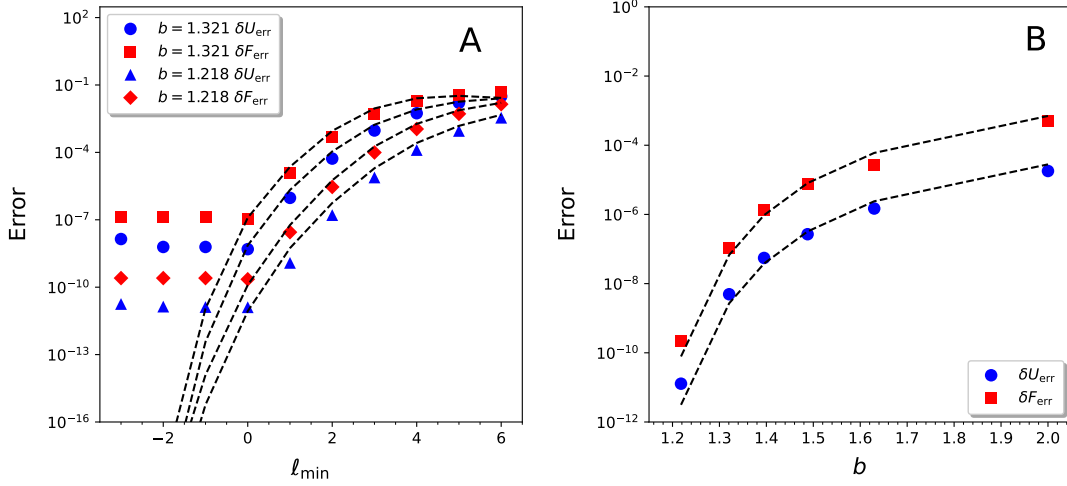 A
b = 1.321 δU_err
b = 1.321 δF_err
b = 1.218 δU_err
b = 1.218 δF_err
Error
10^2
10^−1
10^−4
10^−7
10^−10
10^−13
10^−16
−2 0 2 4 6
ℓ_min
B
Error
10^0
10^−2
10^−4
10^−6
10^−8
10^−10
10^−12
δU_err
δF_err
1.2 1.3 1.4 1.5 1.6 1.7 1.8 1.9 2.0
b